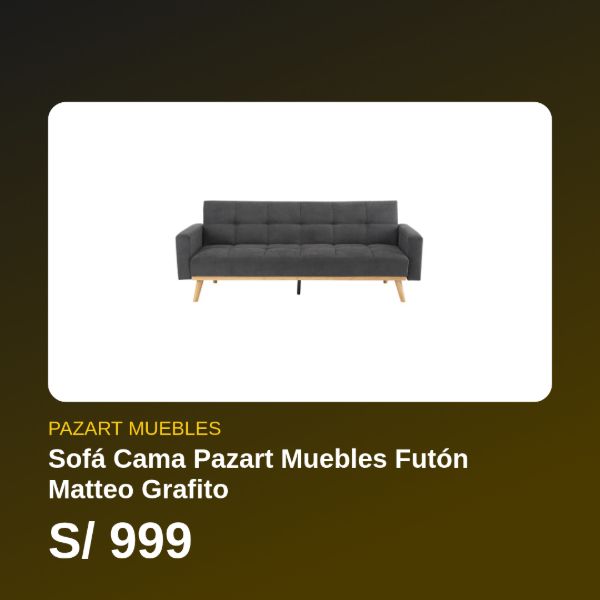 PAZART MUEBLES
Sofá Cama Pazart Muebles Futón
Matteo Grafito
S/ 999